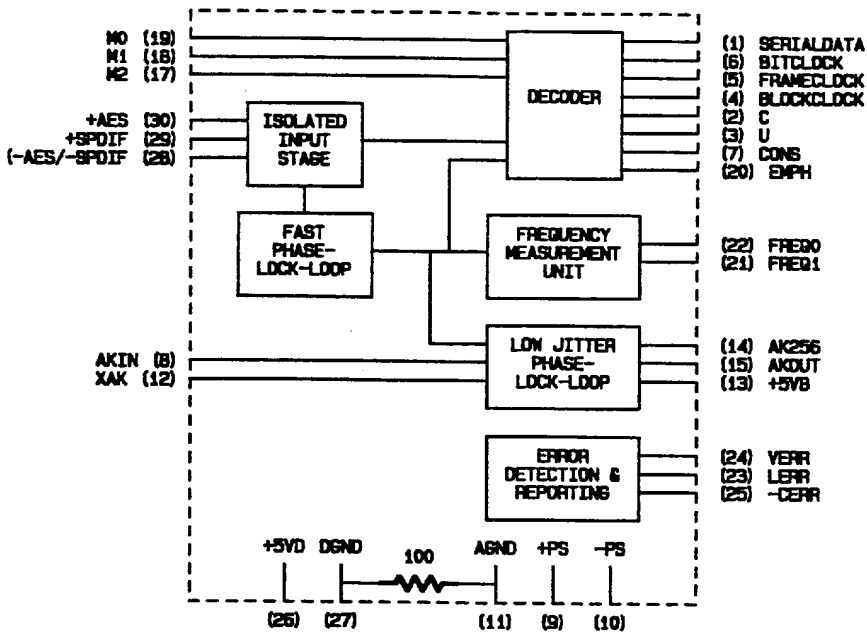 M0 (19)
M1 (18)
M2 (17)
+AES (30)
+SPDIF (29)
(-AES/-SPDIF (28)
AKIN (8)
XAK (12)
ISOLATED
INPUT
STAGE
FAST
PHASE-
LOCK-LOOP
DECODER
FREQUENCY
MEASUREMENT
UNIT
LOW JITTER
PHASE-
LOCK-LOOP
ERROR
DETECTION &
REPORTING
(1) SERIALDATA
(6) BITCLOCK
(5) FRAMECLOCK
(4) BLOCKCLOCK
(2) C
(3) U
(7) CONS
(20) EMPH
(22) FREQ0
(21) FREQ1
(14) AK256
(15) AKOUT
(13) +5VB
(24) VERR
(23) LERR
(25) -CERR
+5VD DGND 100 AGND +PS -PS
(26) (27) (11) (9) (10)